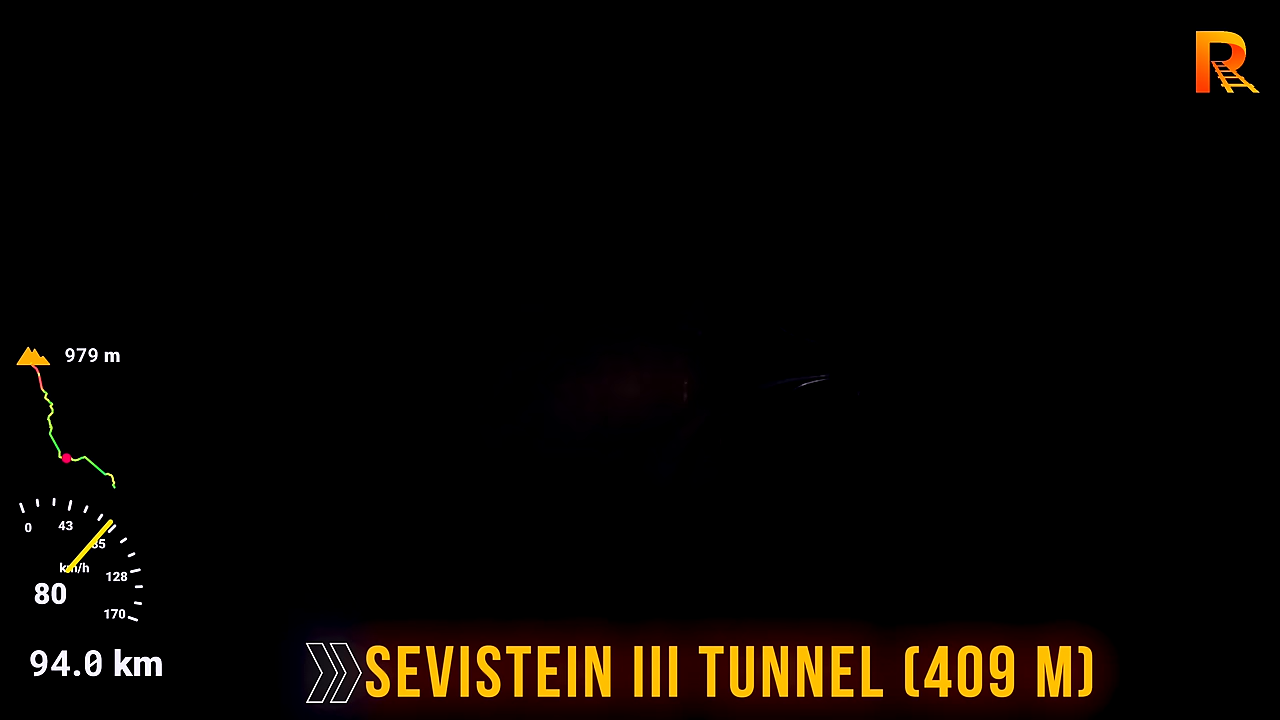 R
979 m
0
43
85
km/h
128
80
170
94.0 km
SEVISTEIN III TUNNEL (409 M)